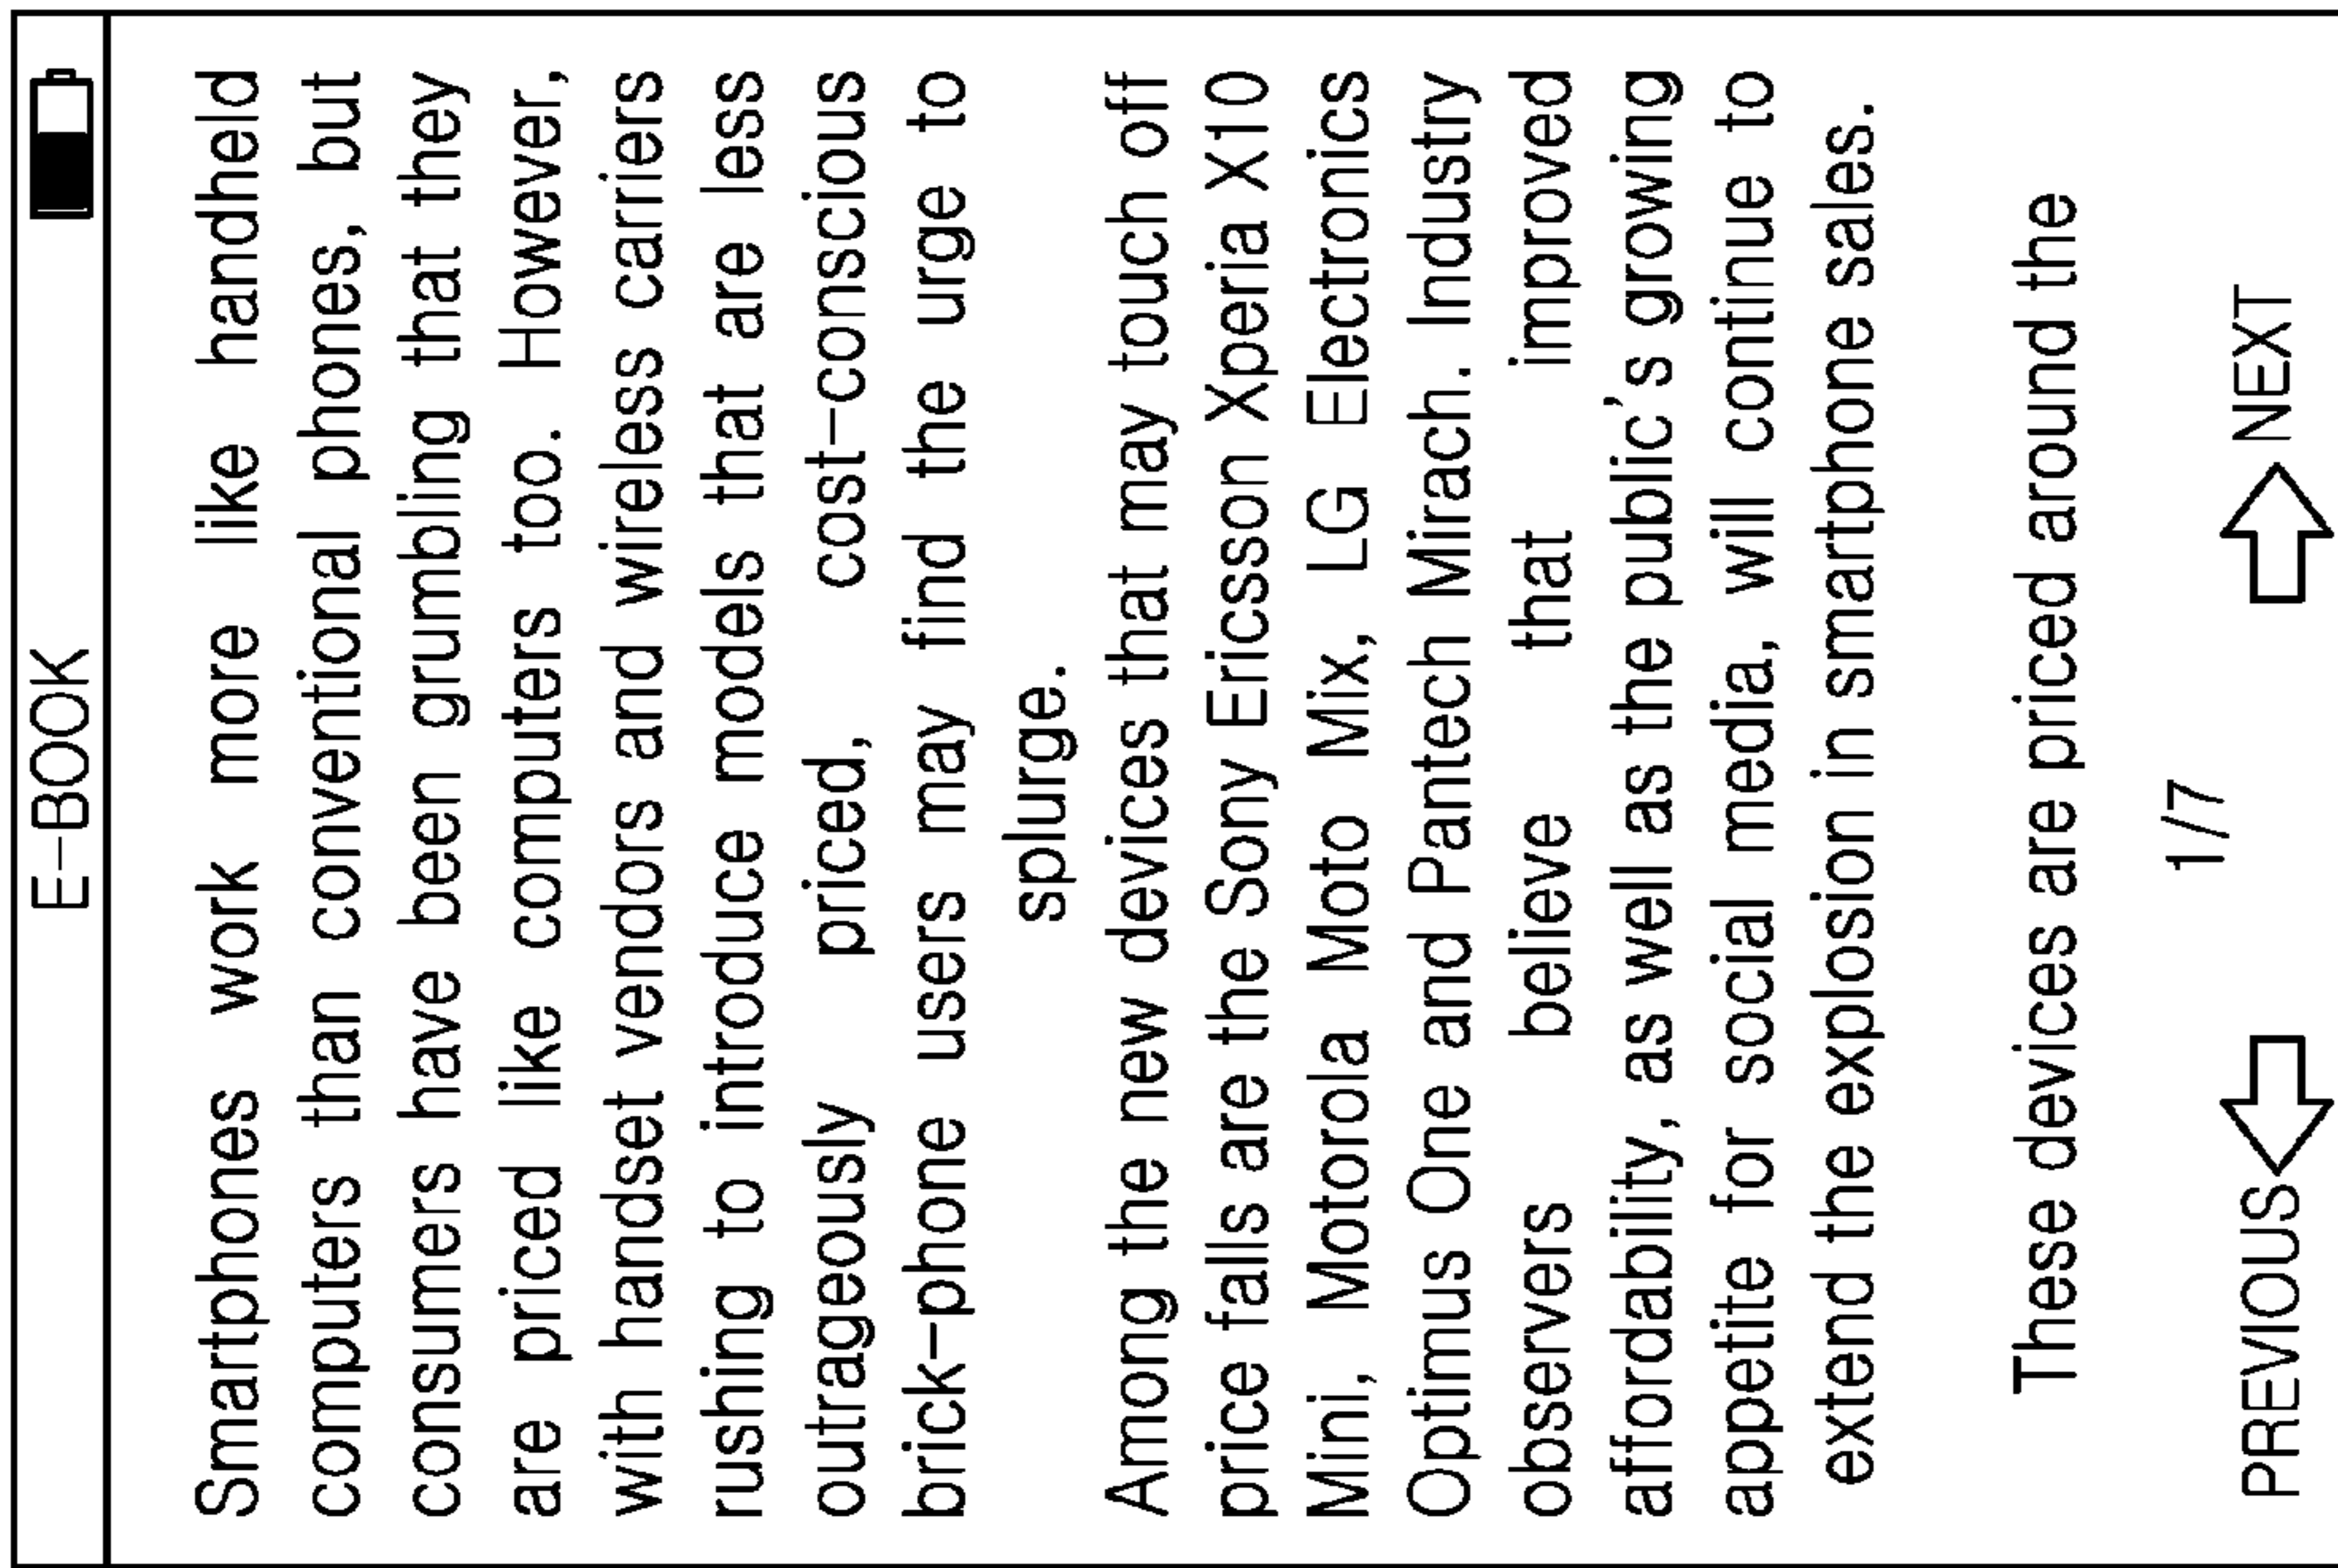 E-BOOK
Smartphones work more like handheld
computers than conventional phones, but
consumers have been grumbling that they
are priced like computers too. However,
with handset vendors and wireless carriers
rushing to introduce models that are less
outrageously priced, cost-conscious
brick-phone users may find the urge to
splurge.
Among the new devices that may touch off
price falls are the Sony Ericsson Xperia X10
Mini, Motorola Moto Mix, LG Electronics
Optimus One and Pantech Mirach. Industry
observers believe that improved
affordability, as well as the public's growing
appetite for social media, will continue to
extend the explosion in smartphone sales.
These devices are priced around the
1/7
PREVIOUS NEXT